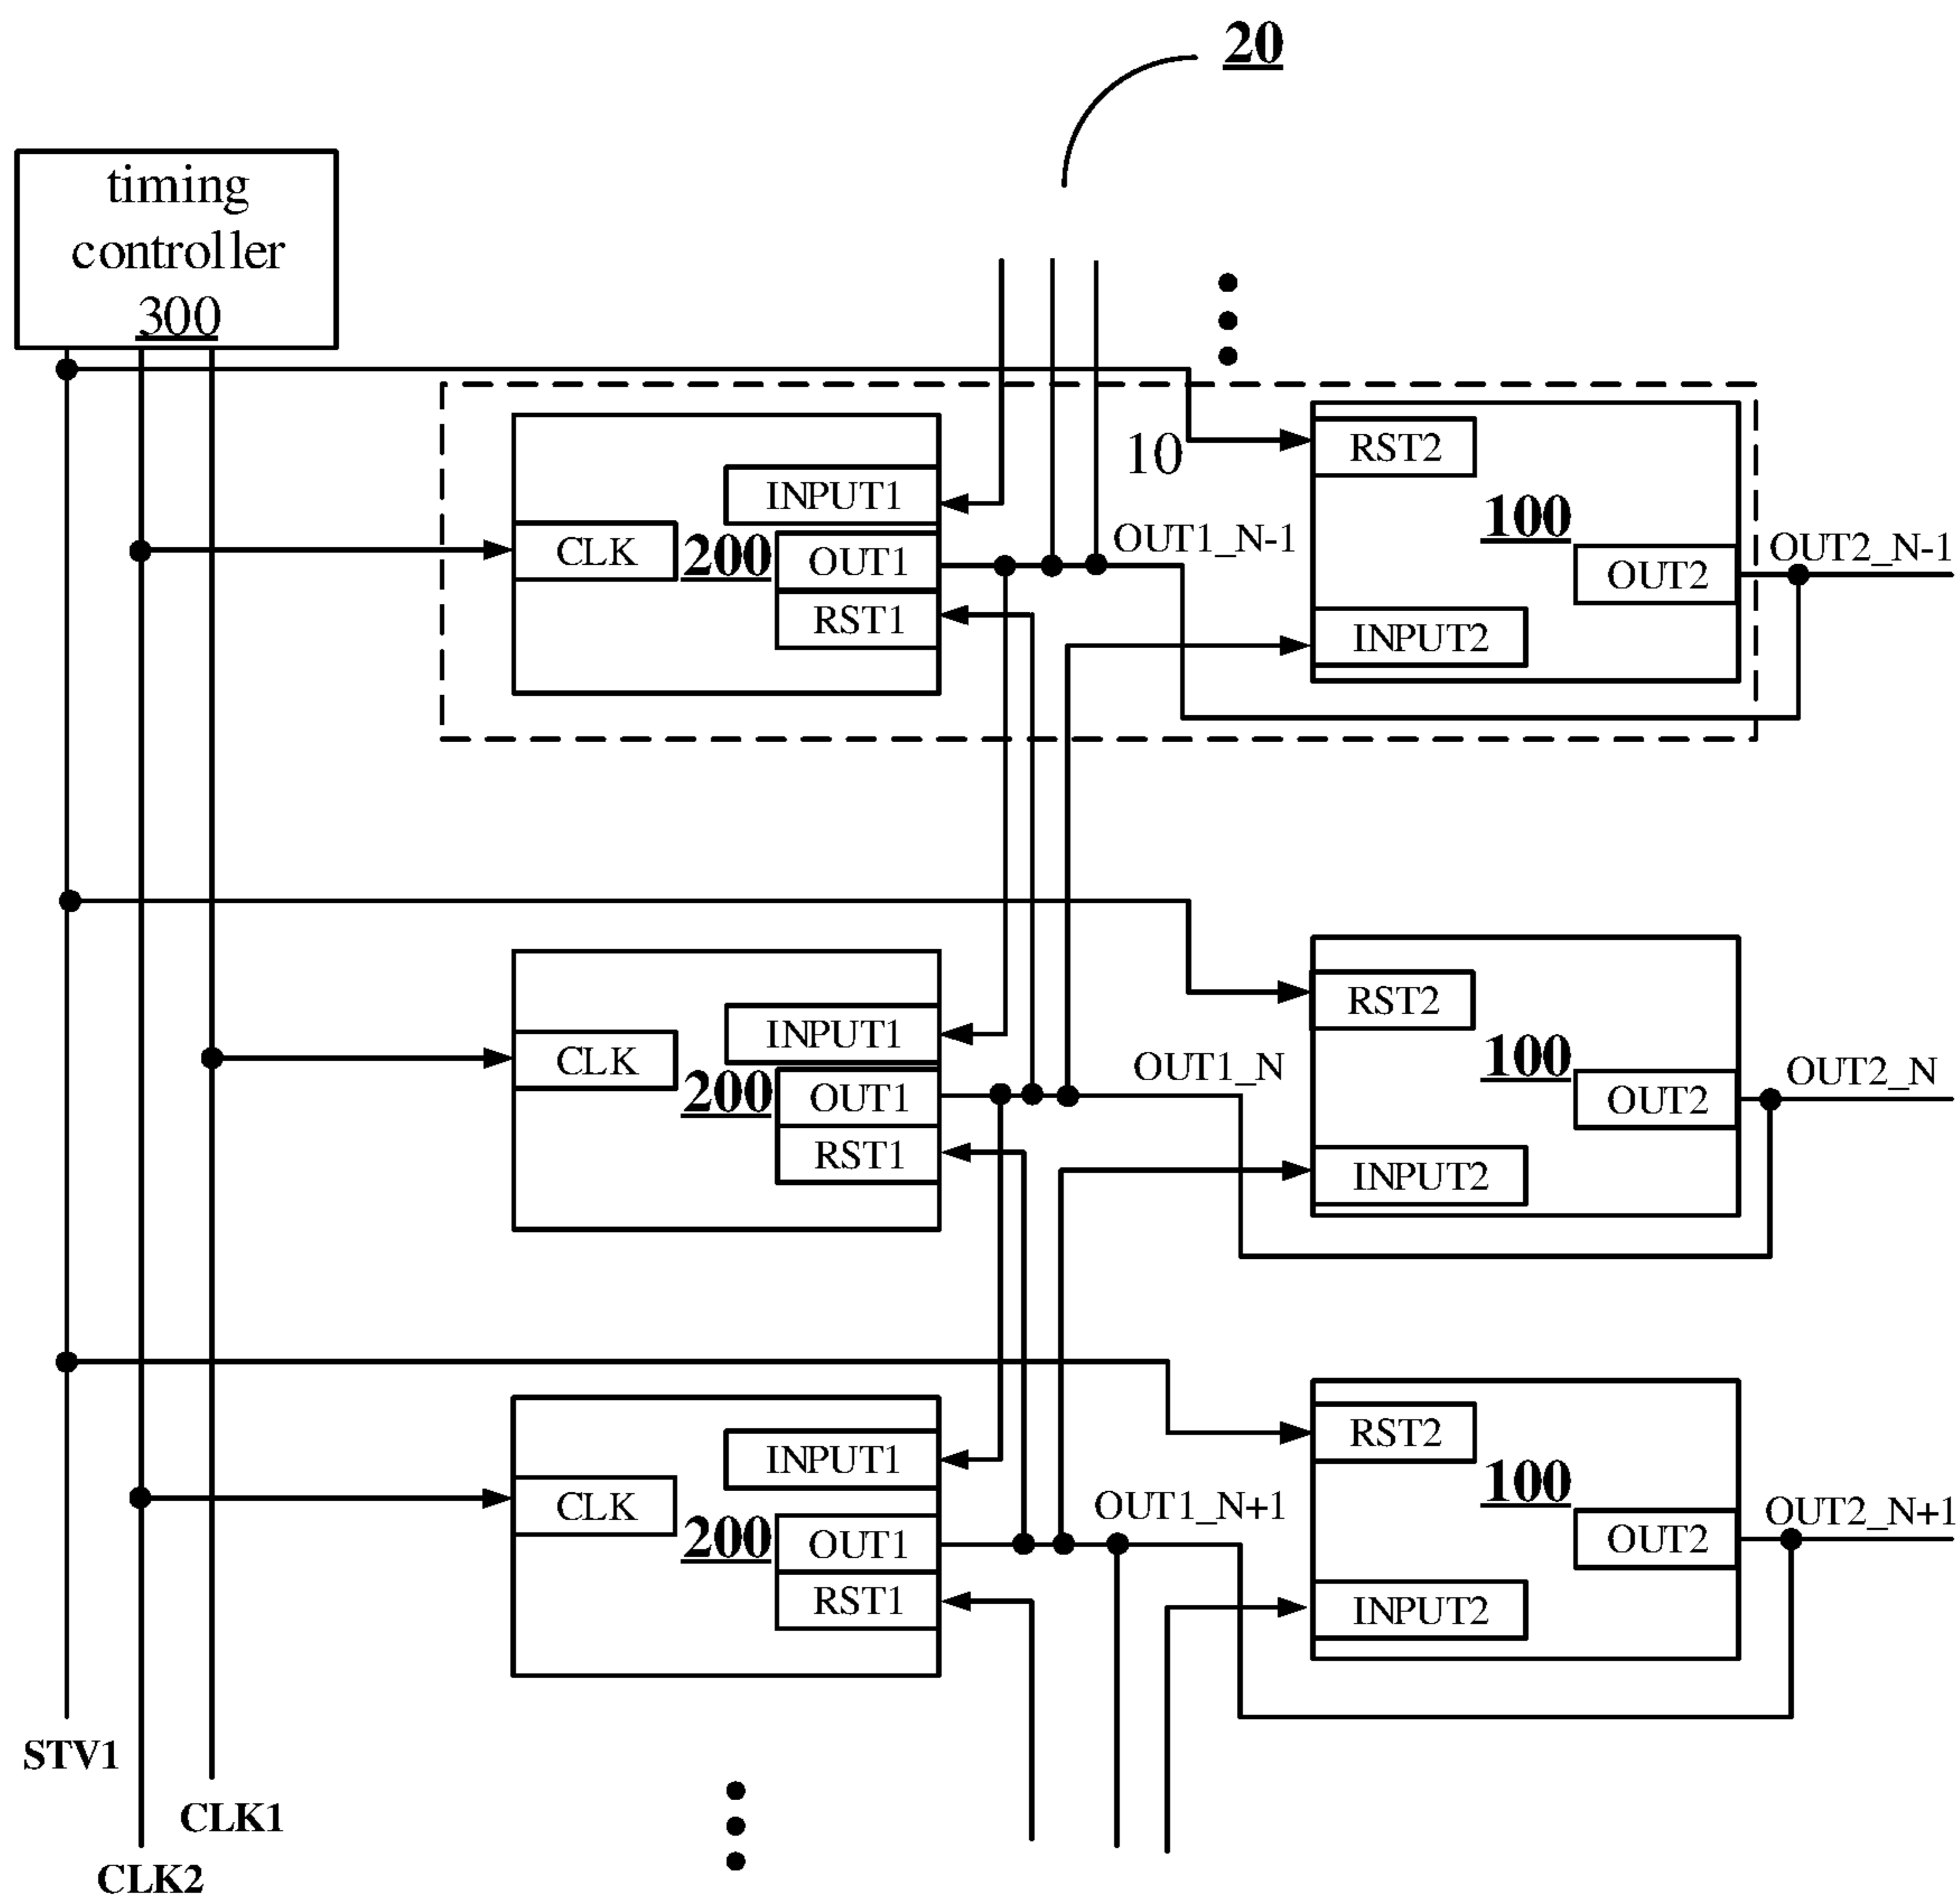 20
timing
controller
300
10
INPUT1
CLK
200
OUT1
RST1
OUT1_N-1
RST2
100
OUT2
INPUT2
OUT2_N-1
INPUT1
CLK
200
OUT1
RST1
OUT1_N
RST2
100
OUT2
INPUT2
OUT2_N
INPUT1
CLK
200
OUT1
RST1
OUT1_N+1
RST2
100
OUT2
INPUT2
OUT2_N+1
STV1
CLK1
CLK2